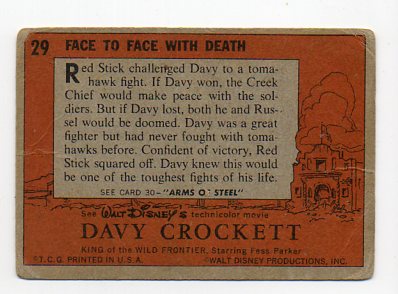 29 FACE TO FACE WITH DEATH
Red Stick challenged Davy to a toma-
hawk fight. If Davy won, the Creek
Chief would make peace with the sol-
diers. But if Davy lost, both he and Rus-
sel would be doomed. Davy was a great
fighter but had never fought with toma-
hawks before. Confident of victory, Red
Stick squared off. Davy knew this would
be one of the toughest fights of his life.
SEE CARD 30-"ARMS O' STEEL"
See WALT DISNEY'S technicolor movie
DAVY CROCKETT
KING of the WILD FRONTIER, Starring Fess Parker
©T.C.G. PRINTED IN U.S.A. ©WALT DISNEY PRODUCTIONS, INC.